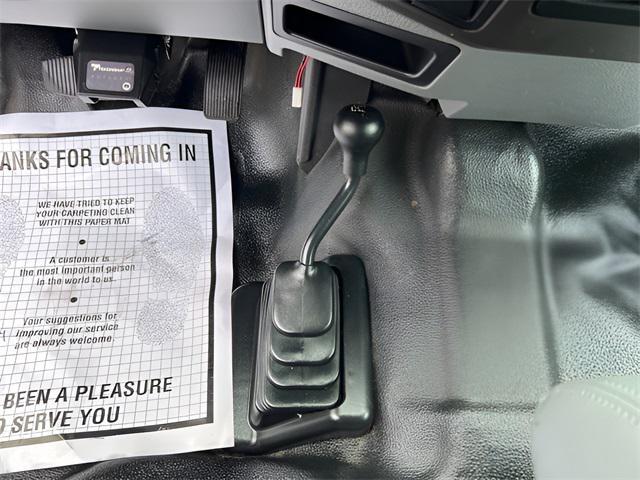 ANKS FOR COMING IN
WE HAVE TRIED TO KEEP
YOUR CARPETING CLEAN
WITH THIS PAPER MAT
•
A customer is
the most important person
in the world to us.
•
Your suggestions for
improving our service
are always welcome.
BEEN A PLEASURE
O SERVE YOU